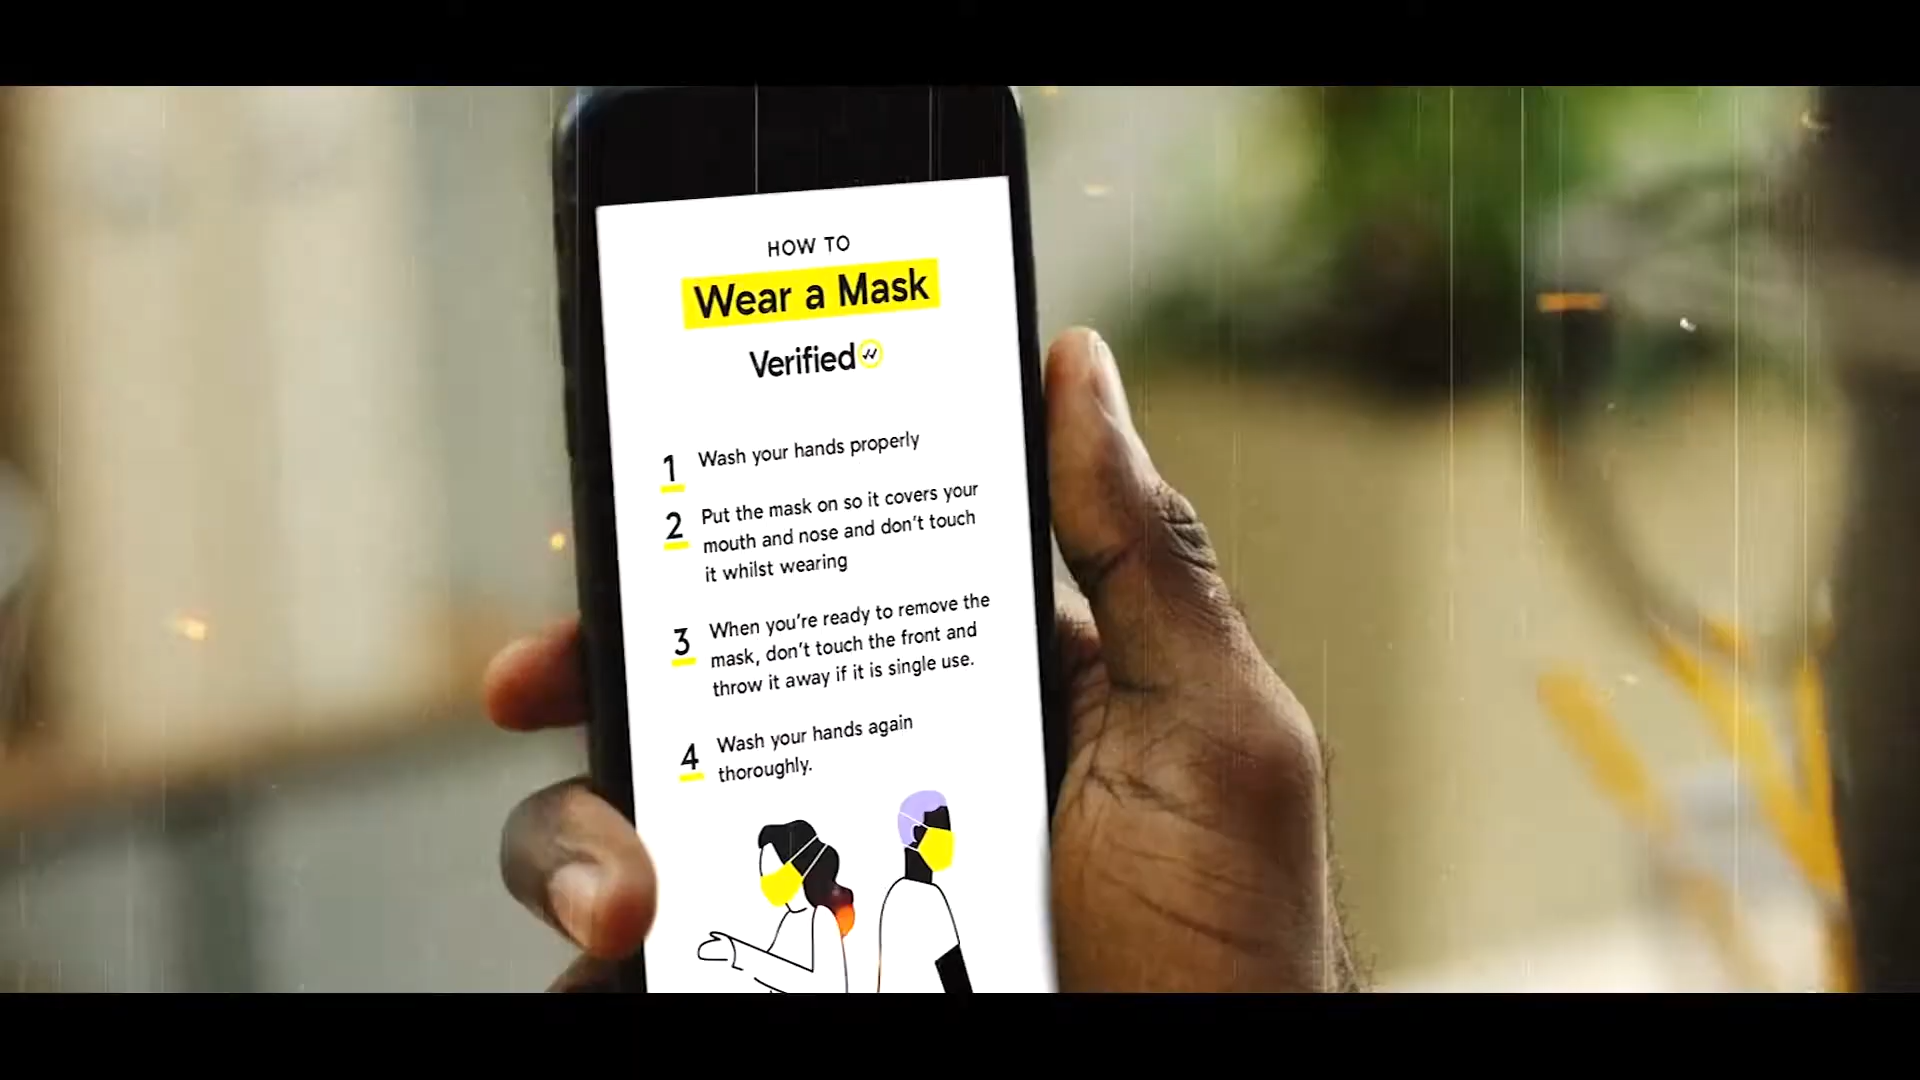 HOW TO
Wear a Mask
Verified
1 Wash your hands properly
2 Put the mask on so it covers your
mouth and nose and don't touch
it whilst wearing
3 When you're ready to remove the
mask, don't touch the front and
throw it away if it is single use.
4 Wash your hands again
thoroughly.